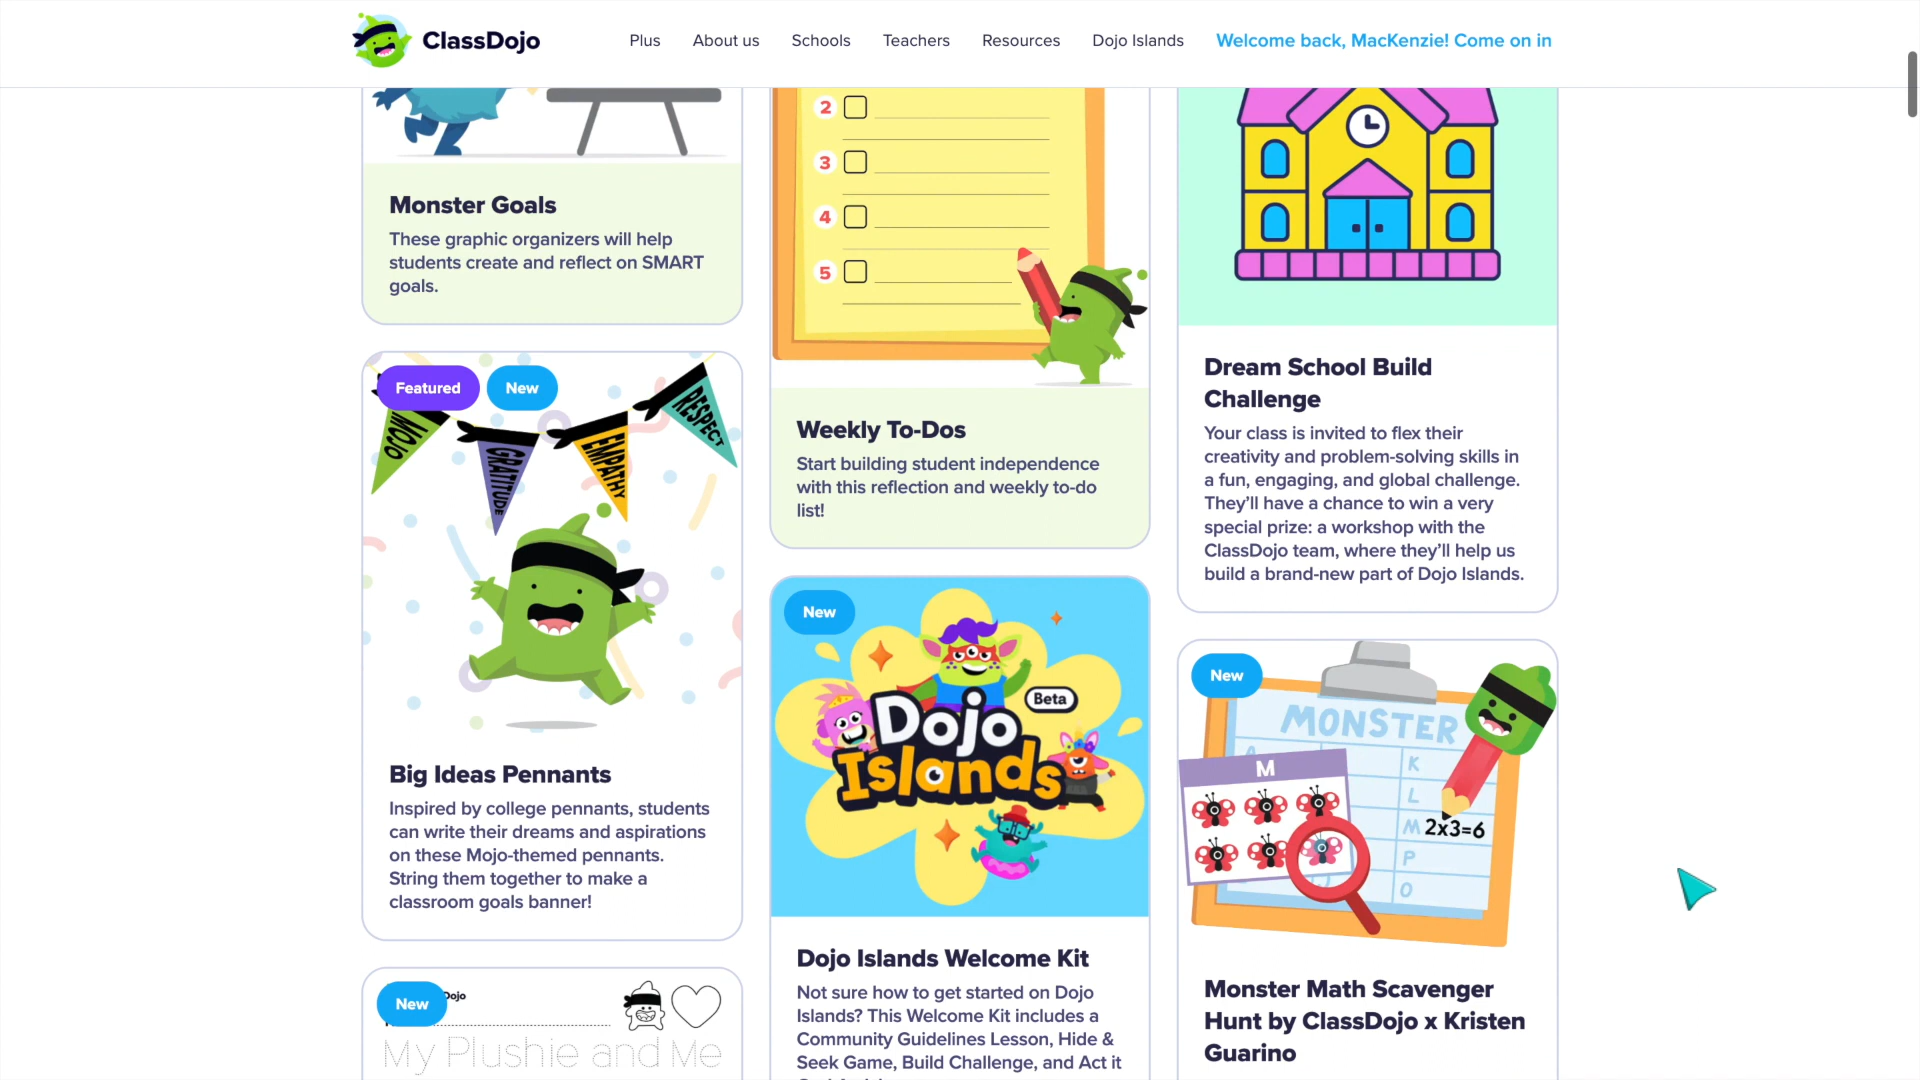 ClassDojo
Plus
About us
Schools
Teachers
Resources
Dojo Islands
Welcome back, MacKenzie! Come on in
Monster Goals
These graphic organizers will help
students create and reflect on SMART
goals.
Featured
New
MOJO
GRATITUDE
EMPATHY
RESPECT
Big Ideas Pennants
Inspired by college pennants, students
can write their dreams and aspirations
on these Mojo-themed pennants.
String them together to make a
classroom goals banner!
New
Dojo
My Plushie and Me
2
3
4
5
Weekly To-Dos
Start building student independence
with this reflection and weekly to-do
list!
New
Beta
Dojo
Islands
Dojo Islands Welcome Kit
Not sure how to get started on Dojo
Islands? This Welcome Kit includes a
Community Guidelines Lesson, Hide &
Seek Game, Build Challenge, and Act it
Dream School Build
Challenge
Your class is invited to flex their
creativity and problem-solving skills in
a fun, engaging, and global challenge.
They’ll have a chance to win a very
special prize: a workshop with the
ClassDojo team, where they’ll help us
build a brand-new part of Dojo Islands.
New
MONSTER
A
K
M
L
M 2x3=6
P
O
Monster Math Scavenger
Hunt by ClassDojo x Kristen
Guarino